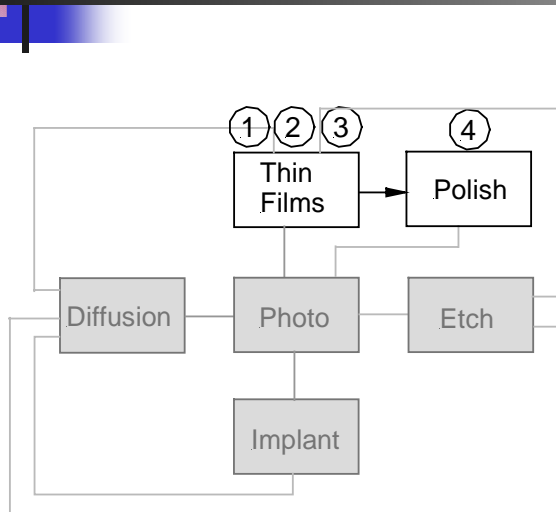 1 2 3
4
Thin
Films
Polish
Diffusion
Photo
Etch
Implant